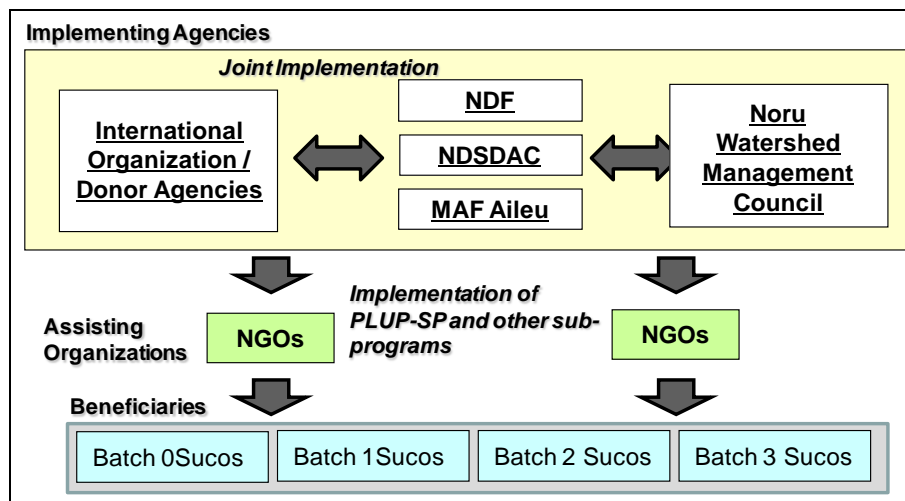 Implementing Agencies
Joint Implementation
International
Organization /
Donor Agencies
NDF
NDSDAC
MAF Aileu
Noru
Watershed
Management
Council
Implementation of
PLUP-SP and other sub-
programs
Assisting
Organizations
NGOs
NGOs
Beneficiaries
Batch 0Sucos
Batch 1Sucos
Batch 2 Sucos
Batch 3 Sucos